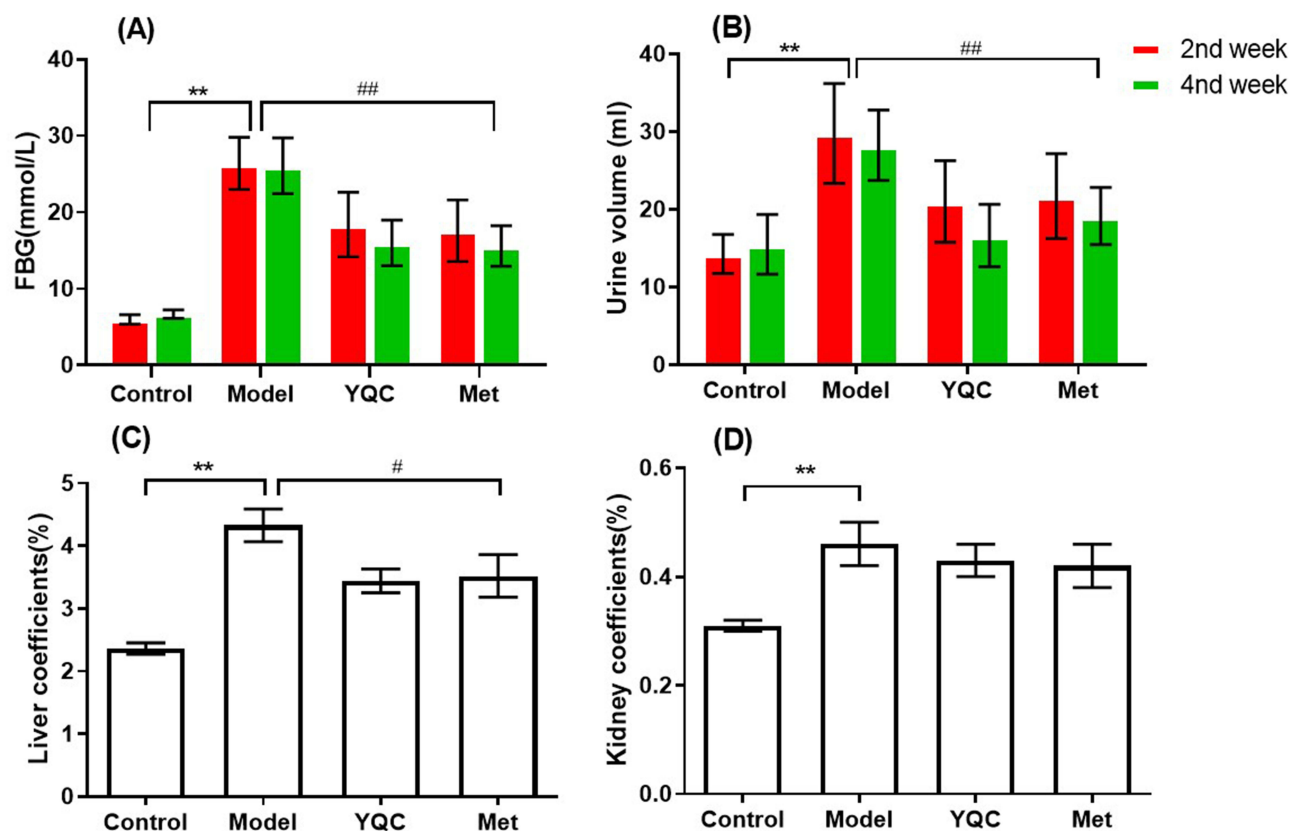 (A)
FBG(mmol/L)
40
30
20
10
0
**
##
Control Model YQC Met
(B)
Urine volume (ml)
40
30
20
10
0
**
##
Control Model YQC Met
2nd week
4nd week
(C)
Liver coefficients(%)
5
4
3
2
1
0
**
#
Control Model YQC Met
(D)
Kidney coefficients(%)
0.6
0.4
0.2
0.0
**
Control Model YQC Met